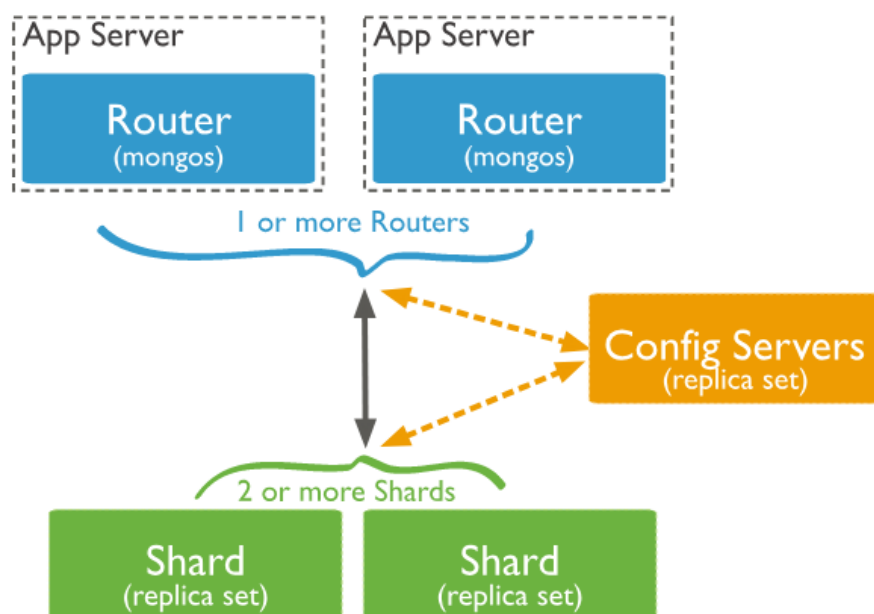 App Server
App Server
Router
(mongos)
Router
(mongos)
1 or more Routers
Config Servers
(replica set)
2 or more Shards
Shard
(replica set)
Shard
(replica set)